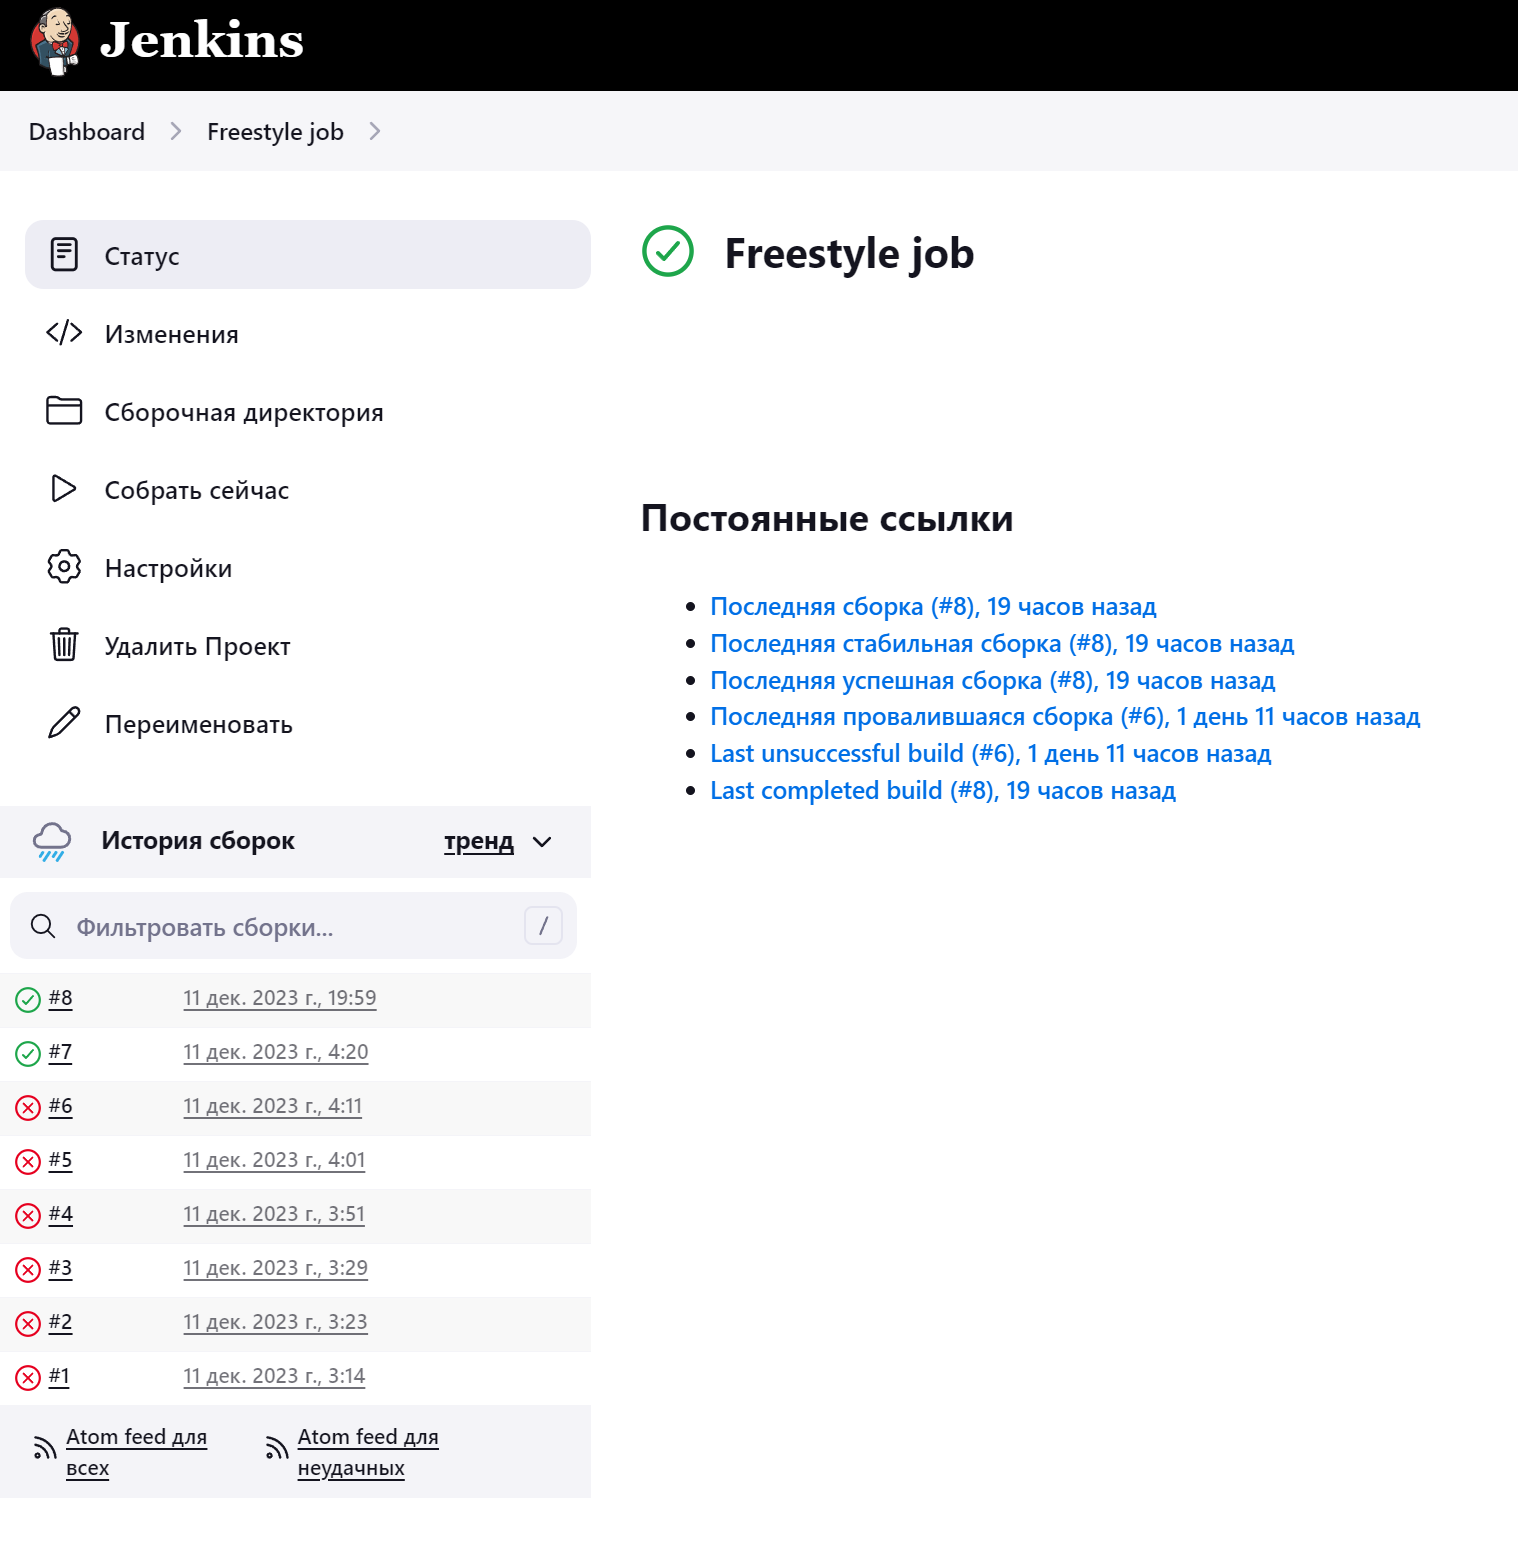 Jenkins
Dashboard
Freestyle job
Статус
Изменения
Сборочная директория
Собрать сейчас
Настройки
Удалить Проект
Переименовать
История сборок
тренд
Фильтровать сборки...
/
#8
11 дек. 2023 г., 19:59
#7
11 дек. 2023 г., 4:20
#6
11 дек. 2023 г., 4:11
#5
11 дек. 2023 г., 4:01
#4
11 дек. 2023 г., 3:51
#3
11 дек. 2023 г., 3:29
#2
11 дек. 2023 г., 3:23
#1
11 дек. 2023 г., 3:14
Atom feed для
всех
Atom feed для
неудачных
Freestyle job
Постоянные ссылки
Последняя сборка (#8), 19 часов назад
Последняя стабильная сборка (#8), 19 часов назад
Последняя успешная сборка (#8), 19 часов назад
Последняя провалившаяся сборка (#6), 1 день 11 часов назад
Last unsuccessful build (#6), 1 день 11 часов назад
Last completed build (#8), 19 часов назад